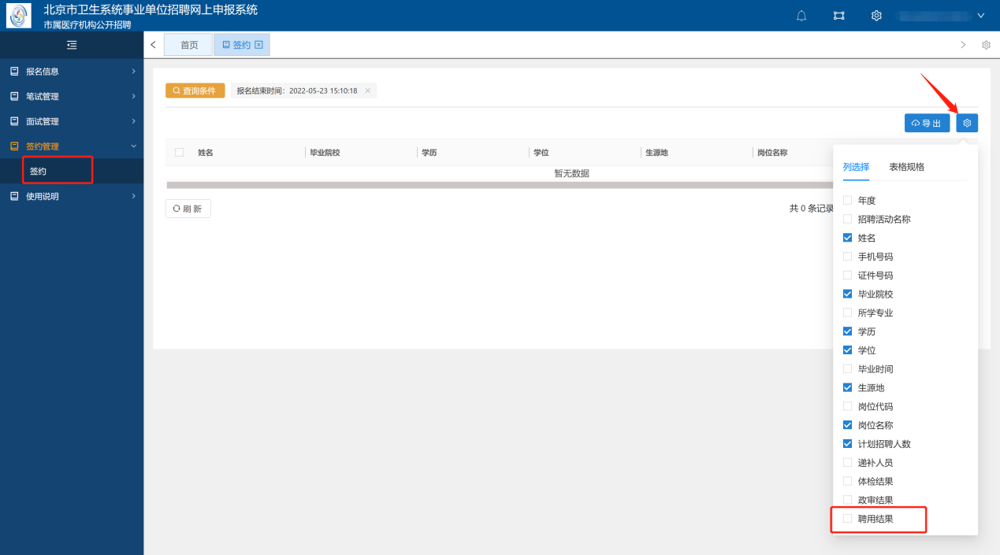 北京市卫生系统事业单位招聘网上申报系统
市属医疗机构公开招聘
首页
签约
报名信息
笔试管理
面试管理
签约管理
签约
使用说明
查询条件
报名结束时间：2022-05-23 15:10:18
导 出
姓名
毕业院校
学历
学位
生源地
岗位名称
暂无数据
刷 新
共 0 条记录
列选择
表格规格
年度
招聘活动名称
姓名
手机号码
证件号码
毕业院校
所学专业
学历
学位
毕业时间
生源地
岗位代码
岗位名称
计划招聘人数
递补人员
体检结果
政审结果
聘用结果